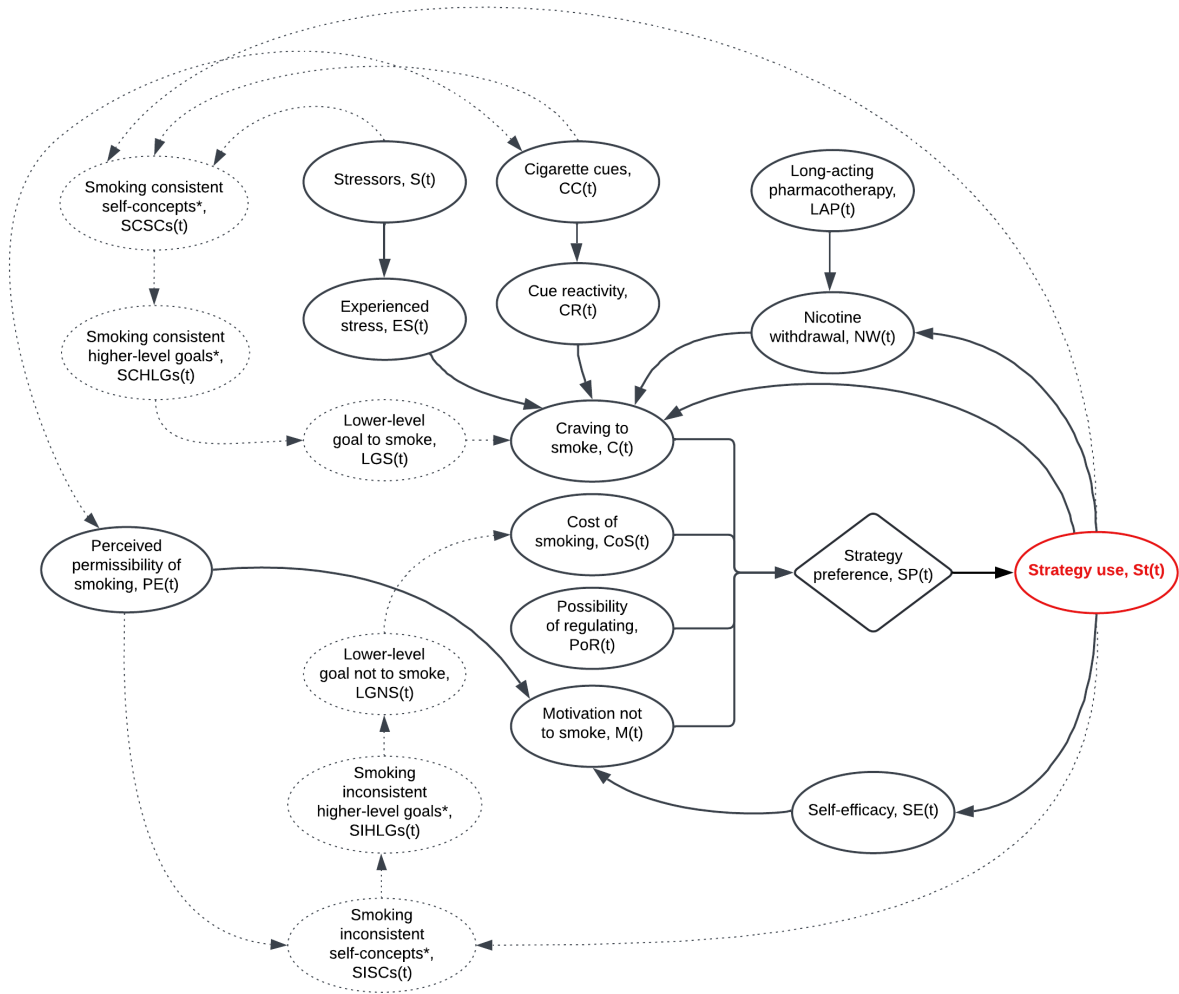 Smoking consistent
self-concepts*,
SCSCs(t)
Stressors, S(t)
Cigarette cues,
CC(t)
Long-acting
pharmacotherapy,
LAP(t)
Smoking consistent
higher-level goals*,
SCHLGs(t)
Experienced
stress, ES(t)
Cue reactivity,
CR(t)
Nicotine
withdrawal, NW(t)
Lower-level
goal to smoke,
LGS(t)
Craving to
smoke, C(t)
Perceived
permissibility of
smoking, PE(t)
Cost of
smoking, CoS(t)
Strategy
preference, SP(t)
Strategy use, St(t)
Possibility
of regulating,
PoR(t)
Lower-level
goal not to smoke,
LGNS(t)
Motivation not
to smoke, M(t)
Smoking
inconsistent
higher-level goals*,
SIHLGs(t)
Self-efficacy, SE(t)
Smoking
inconsistent
self-concepts*,
SISCs(t)